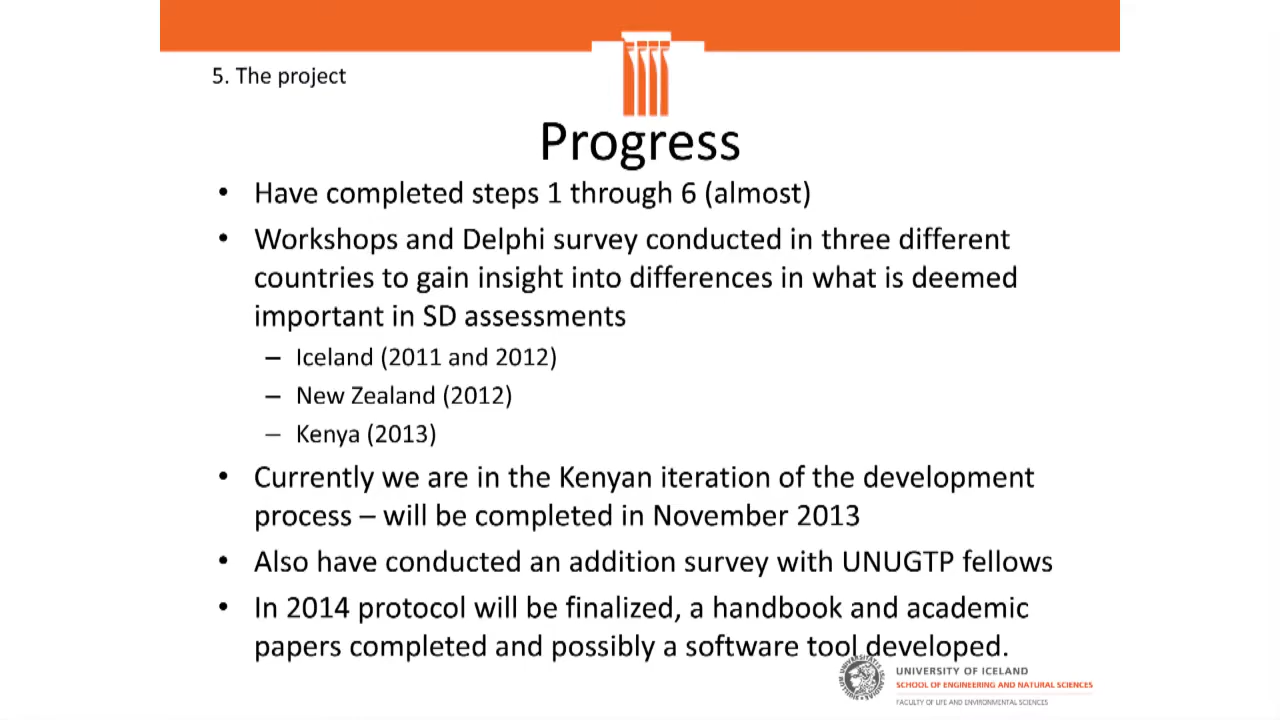 5. The project
Progress
• Have completed steps 1 through 6 (almost)
• Workshops and Delphi survey conducted in three different
countries to gain insight into differences in what is deemed
important in SD assessments
– Iceland (2011 and 2012)
– New Zealand (2012)
– Kenya (2013)
• Currently we are in the Kenyan iteration of the development
process – will be completed in November 2013
• Also have conducted an addition survey with UNUGTP fellows
• In 2014 protocol will be finalized, a handbook and academic
papers completed and possibly a software tool developed.
UNIVERSITY OF ICELAND
SCHOOL OF ENGINEERING AND NATURAL SCIENCES
FACULTY OF LIFE AND ENVIRONMENTAL SCIENCES